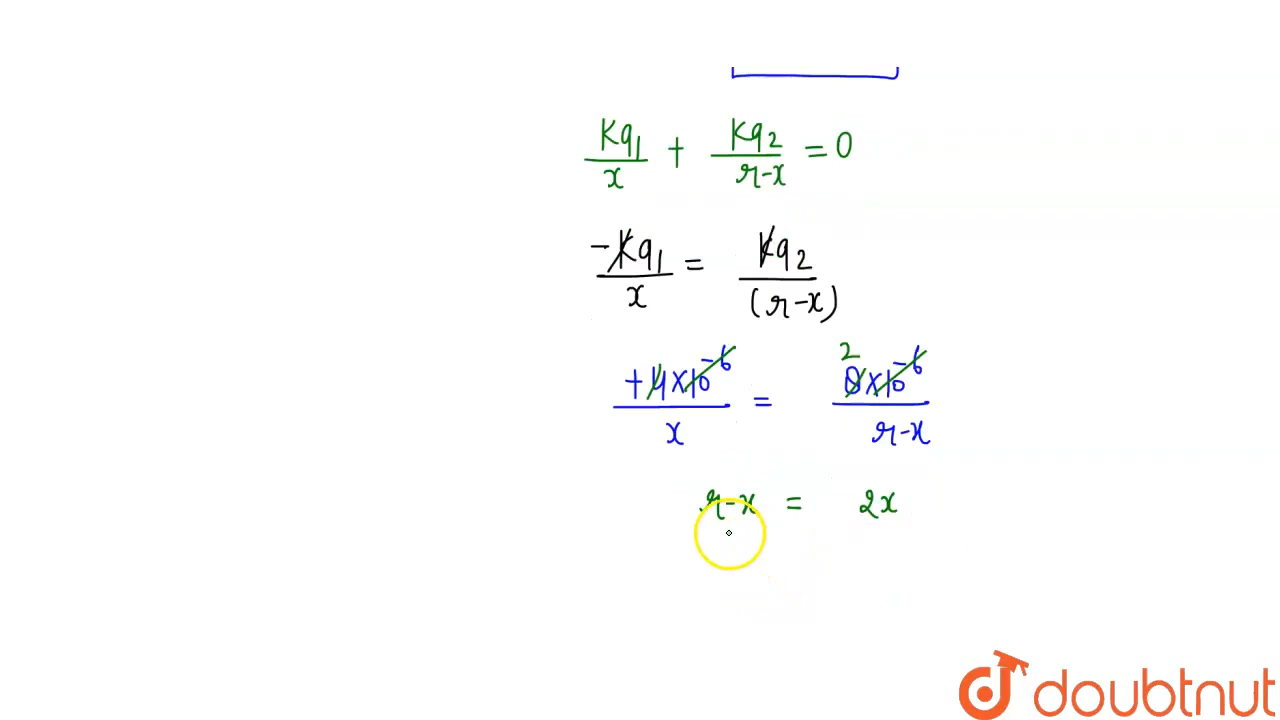 Kq₁/x + Kq₂/(r-x) = 0
-Kq₁/x = Kq₂/(r-x)
+4×10⁻⁶/x = 2 8×10⁻⁶/r-x
r-x = 2x
doubtnut